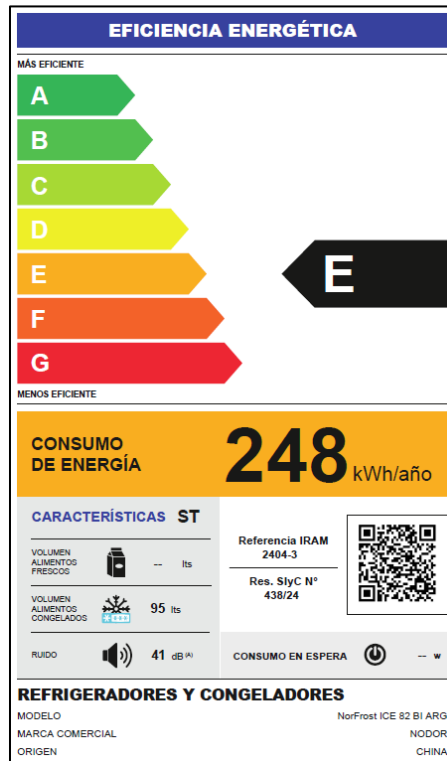 EFICIENCIA ENERGÉTICA
MÁS EFICIENTE
A
B
C
D
E
E
F
G
MENOS EFICIENTE
CONSUMO
DE ENERGÍA
248 kWh/año
CARACTERÍSTICAS ST
VOLUMEN
ALIMENTOS
FRESCOS
-- lts
VOLUMEN
ALIMENTOS
CONGELADOS
95 lts
RUIDO
41 dB (A)
Referencia IRAM
2404-3
Res. SIyC N°
438/24
CONSUMO EN ESPERA -- W
REFRIGERADORES Y CONGELADORES
MODELO NorFrost ICE 82 BI ARG
MARCA COMERCIAL NODOR
ORIGEN CHINA